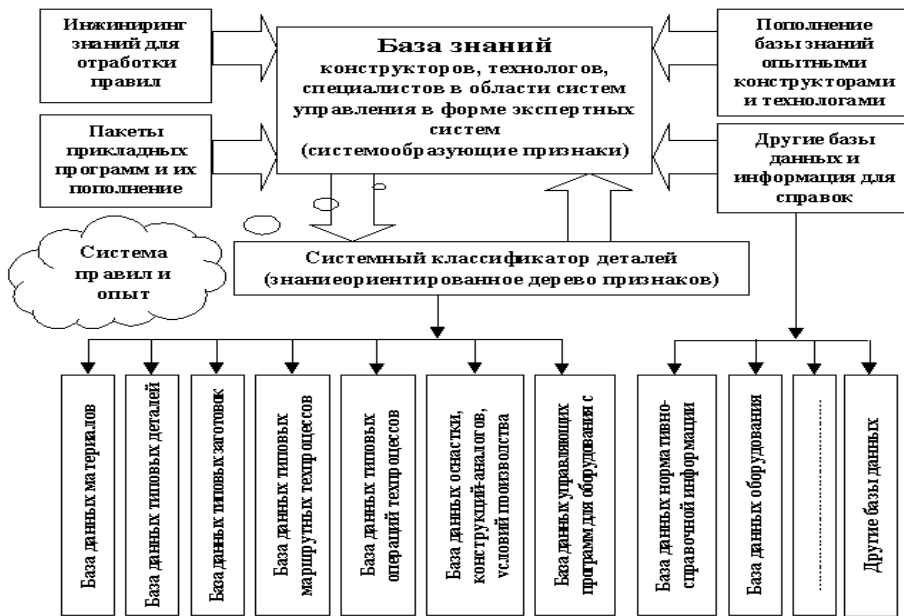 Инжиниринг
знаний для
отработки
правил
База знаний
конструкторов, технологов,
специалистов в области систем
управления в форме экспертных
систем
(системообразующие признаки)
Пополнение
базы знаний
опытными
конструкторами
и технологами
Пакеты
прикладных
программ и их
пополнение
Другие базы
данных и
информация для
справок
Система
правил и
опыт
Системный классификатор деталей
(знаниеориентированное дерево признаков)
База данных материалов
База данных типовых деталей
База данных типовых заготовок
База данных типовых
маршрутных техпроцессов
База данных типовых
операций техпроцессов
База данных оснастки,
конструкций-аналогов,
условий производства
База данных управляющих
программ для оборудования с
База данных нормативно-
справочной информации
База данных оборудования
Другие базы данных